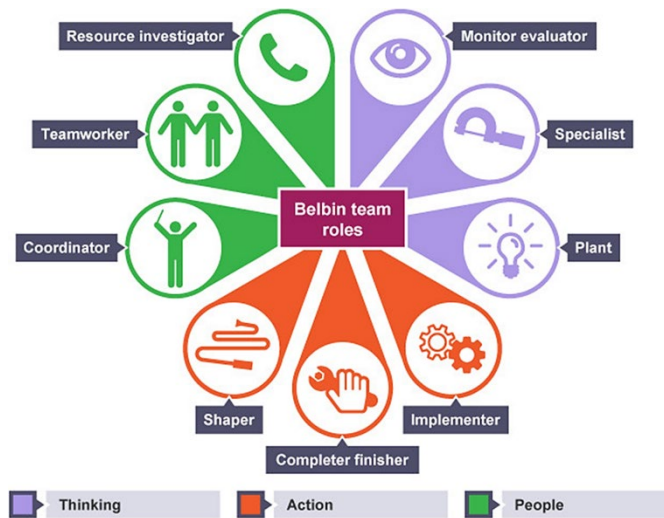 Resource investigator
Monitor evaluator
Teamworker
Specialist
Belbin team
roles
Coordinator
Plant
Shaper
Implementer
Completer finisher
Thinking
Action
People